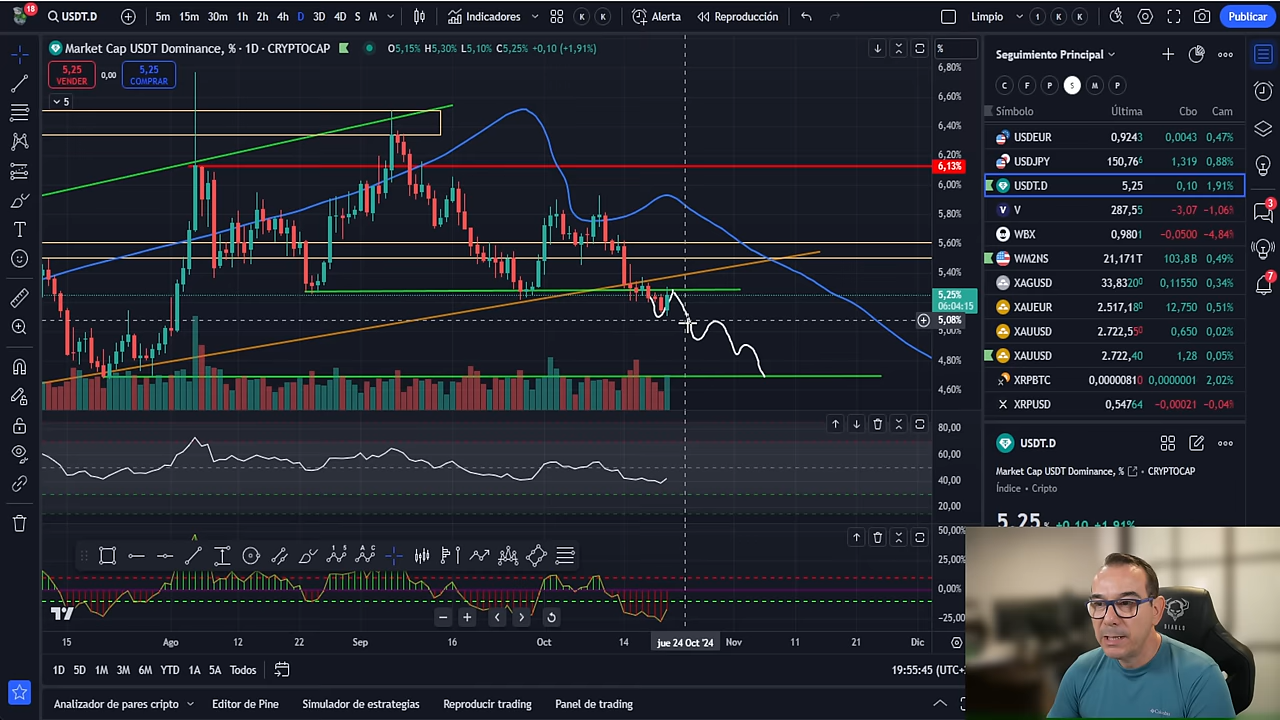 18
USDT.D
5m 15m 30m 1h 2h 4h D 3D 4D S M
Indicadores
K K
Alerta
Reproducción
Limpio
1 K K
Publicar
Market Cap USDT Dominance, % · 1D · CRYPTOCAP
O5,15% H5,30% L5,10% C5,25% +0,10 (+1,91%)
5,25
VENDER
0,00
5,25
COMPRAR
5
%
6,80%
6,40%
6,20%
6,13%
6,00%
5,80%
5,60%
5,40%
5,25%
06:04:15
5,08%
5,00%
4,80%
4,60%
80,00
60,00
40,00
20,00
50,00%
25,00%
0,00%
−25,00
15 Ago 12 22 Sep 16 Oct 14 jue 24 Oct '24 Nov 11 21 Dic
1D 5D 1M 3M 6M YTD 1A 5A Todos
19:55:45 (UTC+
Analizador de pares cripto
Editor de Pine
Simulador de estrategias
Reproducir trading
Panel de trading
Seguimiento Principal
C F P S M P
Símbolo Última Cbo Cam
USDEUR 0,9243 0,0043 0,47%
USDJPY 150,766 1,319 0,88%
USDT.D 5,25 0,10 1,91%
V 287,55 −3,07 −1,06%
WBX 0,9801 −0,0500 −4,84%
WM2NS 21,171T 103,8B 0,49%
XAGUSD 33,8320 0,11550 0,34%
XAUEUR 2.517,18 12,750 0,51%
XAUUSD 2.722,55 0,650 0,02%
XAUUSD 2.722,40 1,28 0,05%
XRPBTC 0,00000810 0,0000001 2,02%
XRPUSD 0,54764 −0,00021 −0,04%
USDT.D
Market Cap USDT Dominance, % · CRYPTOCAP
Índice · Cripto
5,25 % +0,10 +1,91%
3
7
DIABLO